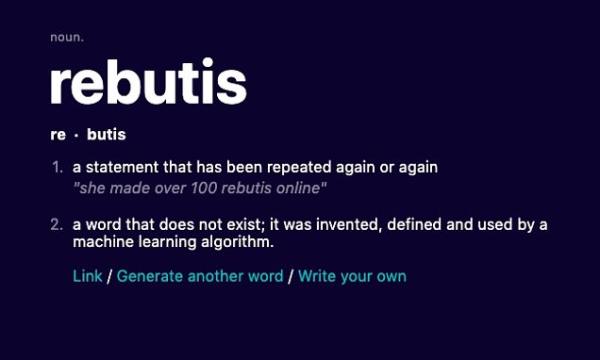 noun.
rebutis
re · butis
1. a statement that has been repeated again or again
"she made over 100 rebutis online"
2. a word that does not exist; it was invented, defined and used by a
machine learning algorithm.
Link / Generate another word / Write your own